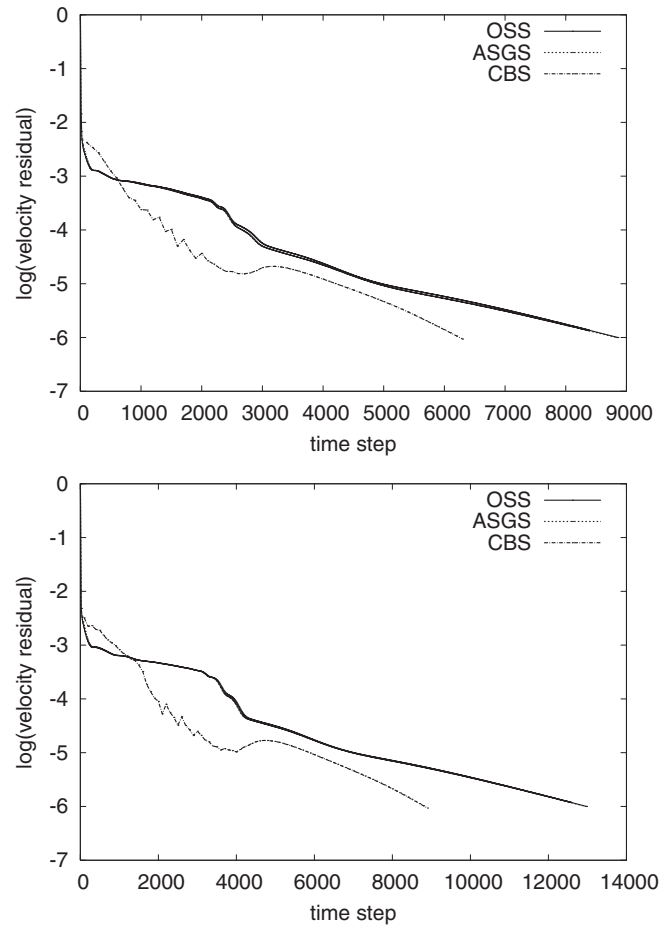 0
-1
-2
-3
-4
-5
-6
-7
log(velocity residual)
OSS
ASGS
CBS
0 1000 2000 3000 4000 5000 6000 7000 8000 9000
time step
0
-1
-2
-3
-4
-5
-6
-7
log(velocity residual)
OSS
ASGS
CBS
0 2000 4000 6000 8000 10000 12000 14000
time step